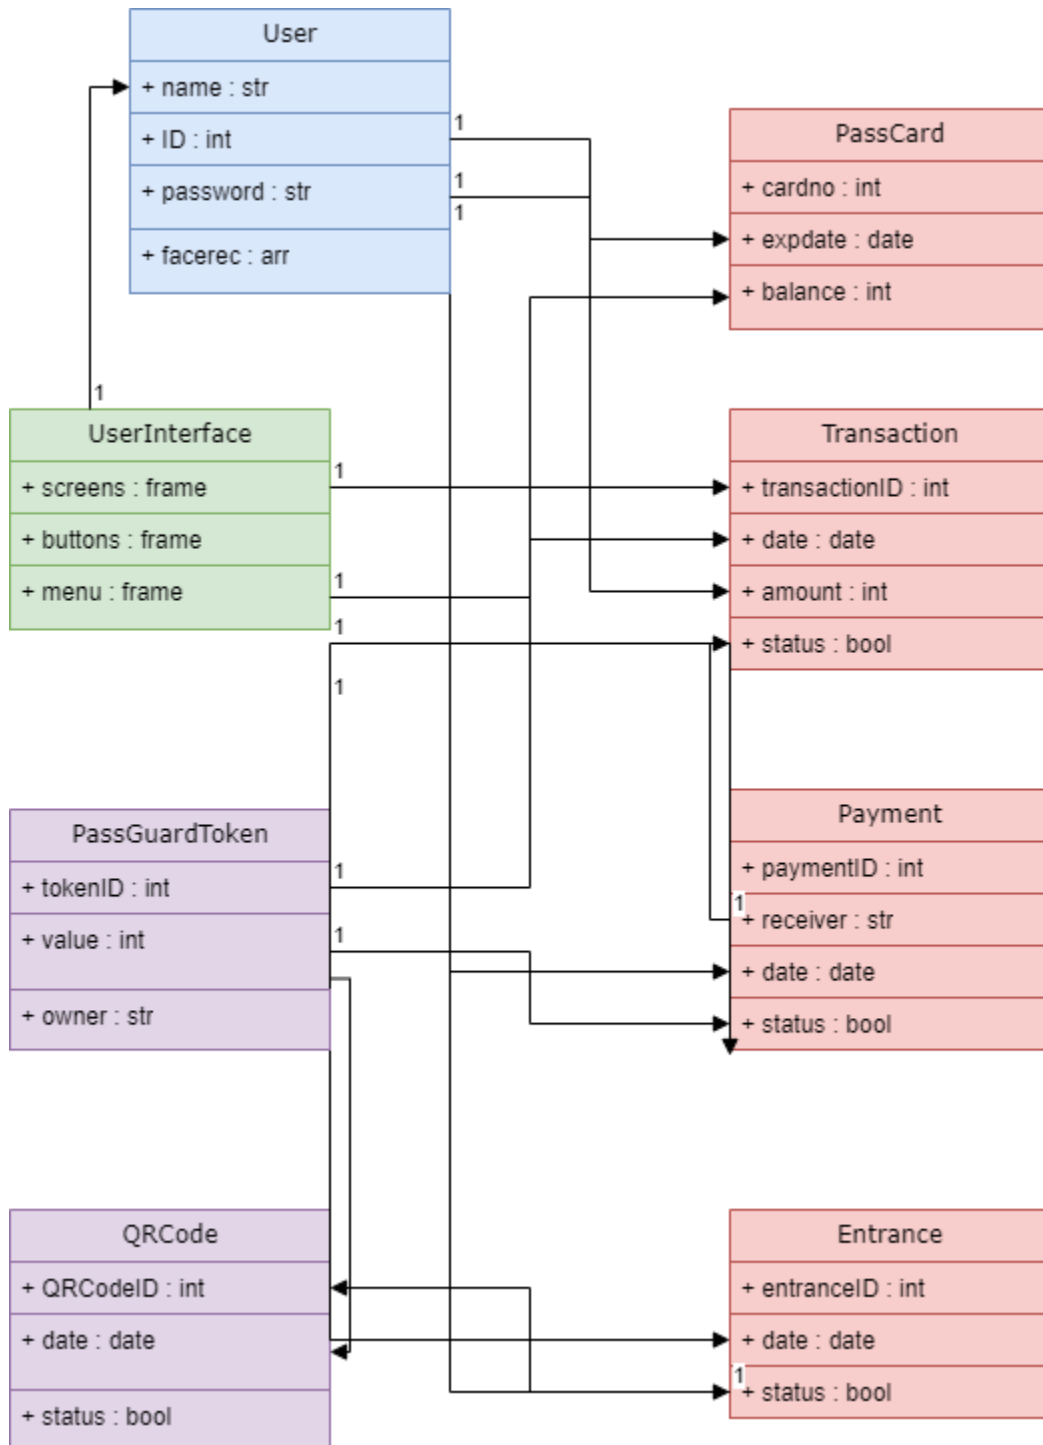 User
+ name : str
+ ID : int
+ password : str
+ facerec : arr
1
1
1
PassCard
+ cardno : int
+ expdate : date
+ balance : int
1
UserInterface
+ screens : frame
+ buttons : frame
+ menu : frame
1
1
1
1
Transaction
+ transactionID : int
+ date : date
+ amount : int
+ status : bool
PassGuardToken
+ tokenID : int
+ value : int
+ owner : str
1
1
Payment
+ paymentID : int
1
+ receiver : str
+ date : date
+ status : bool
QRCode
+ QRCodeID : int
+ date : date
+ status : bool
Entrance
+ entranceID : int
+ date : date
1
+ status : bool